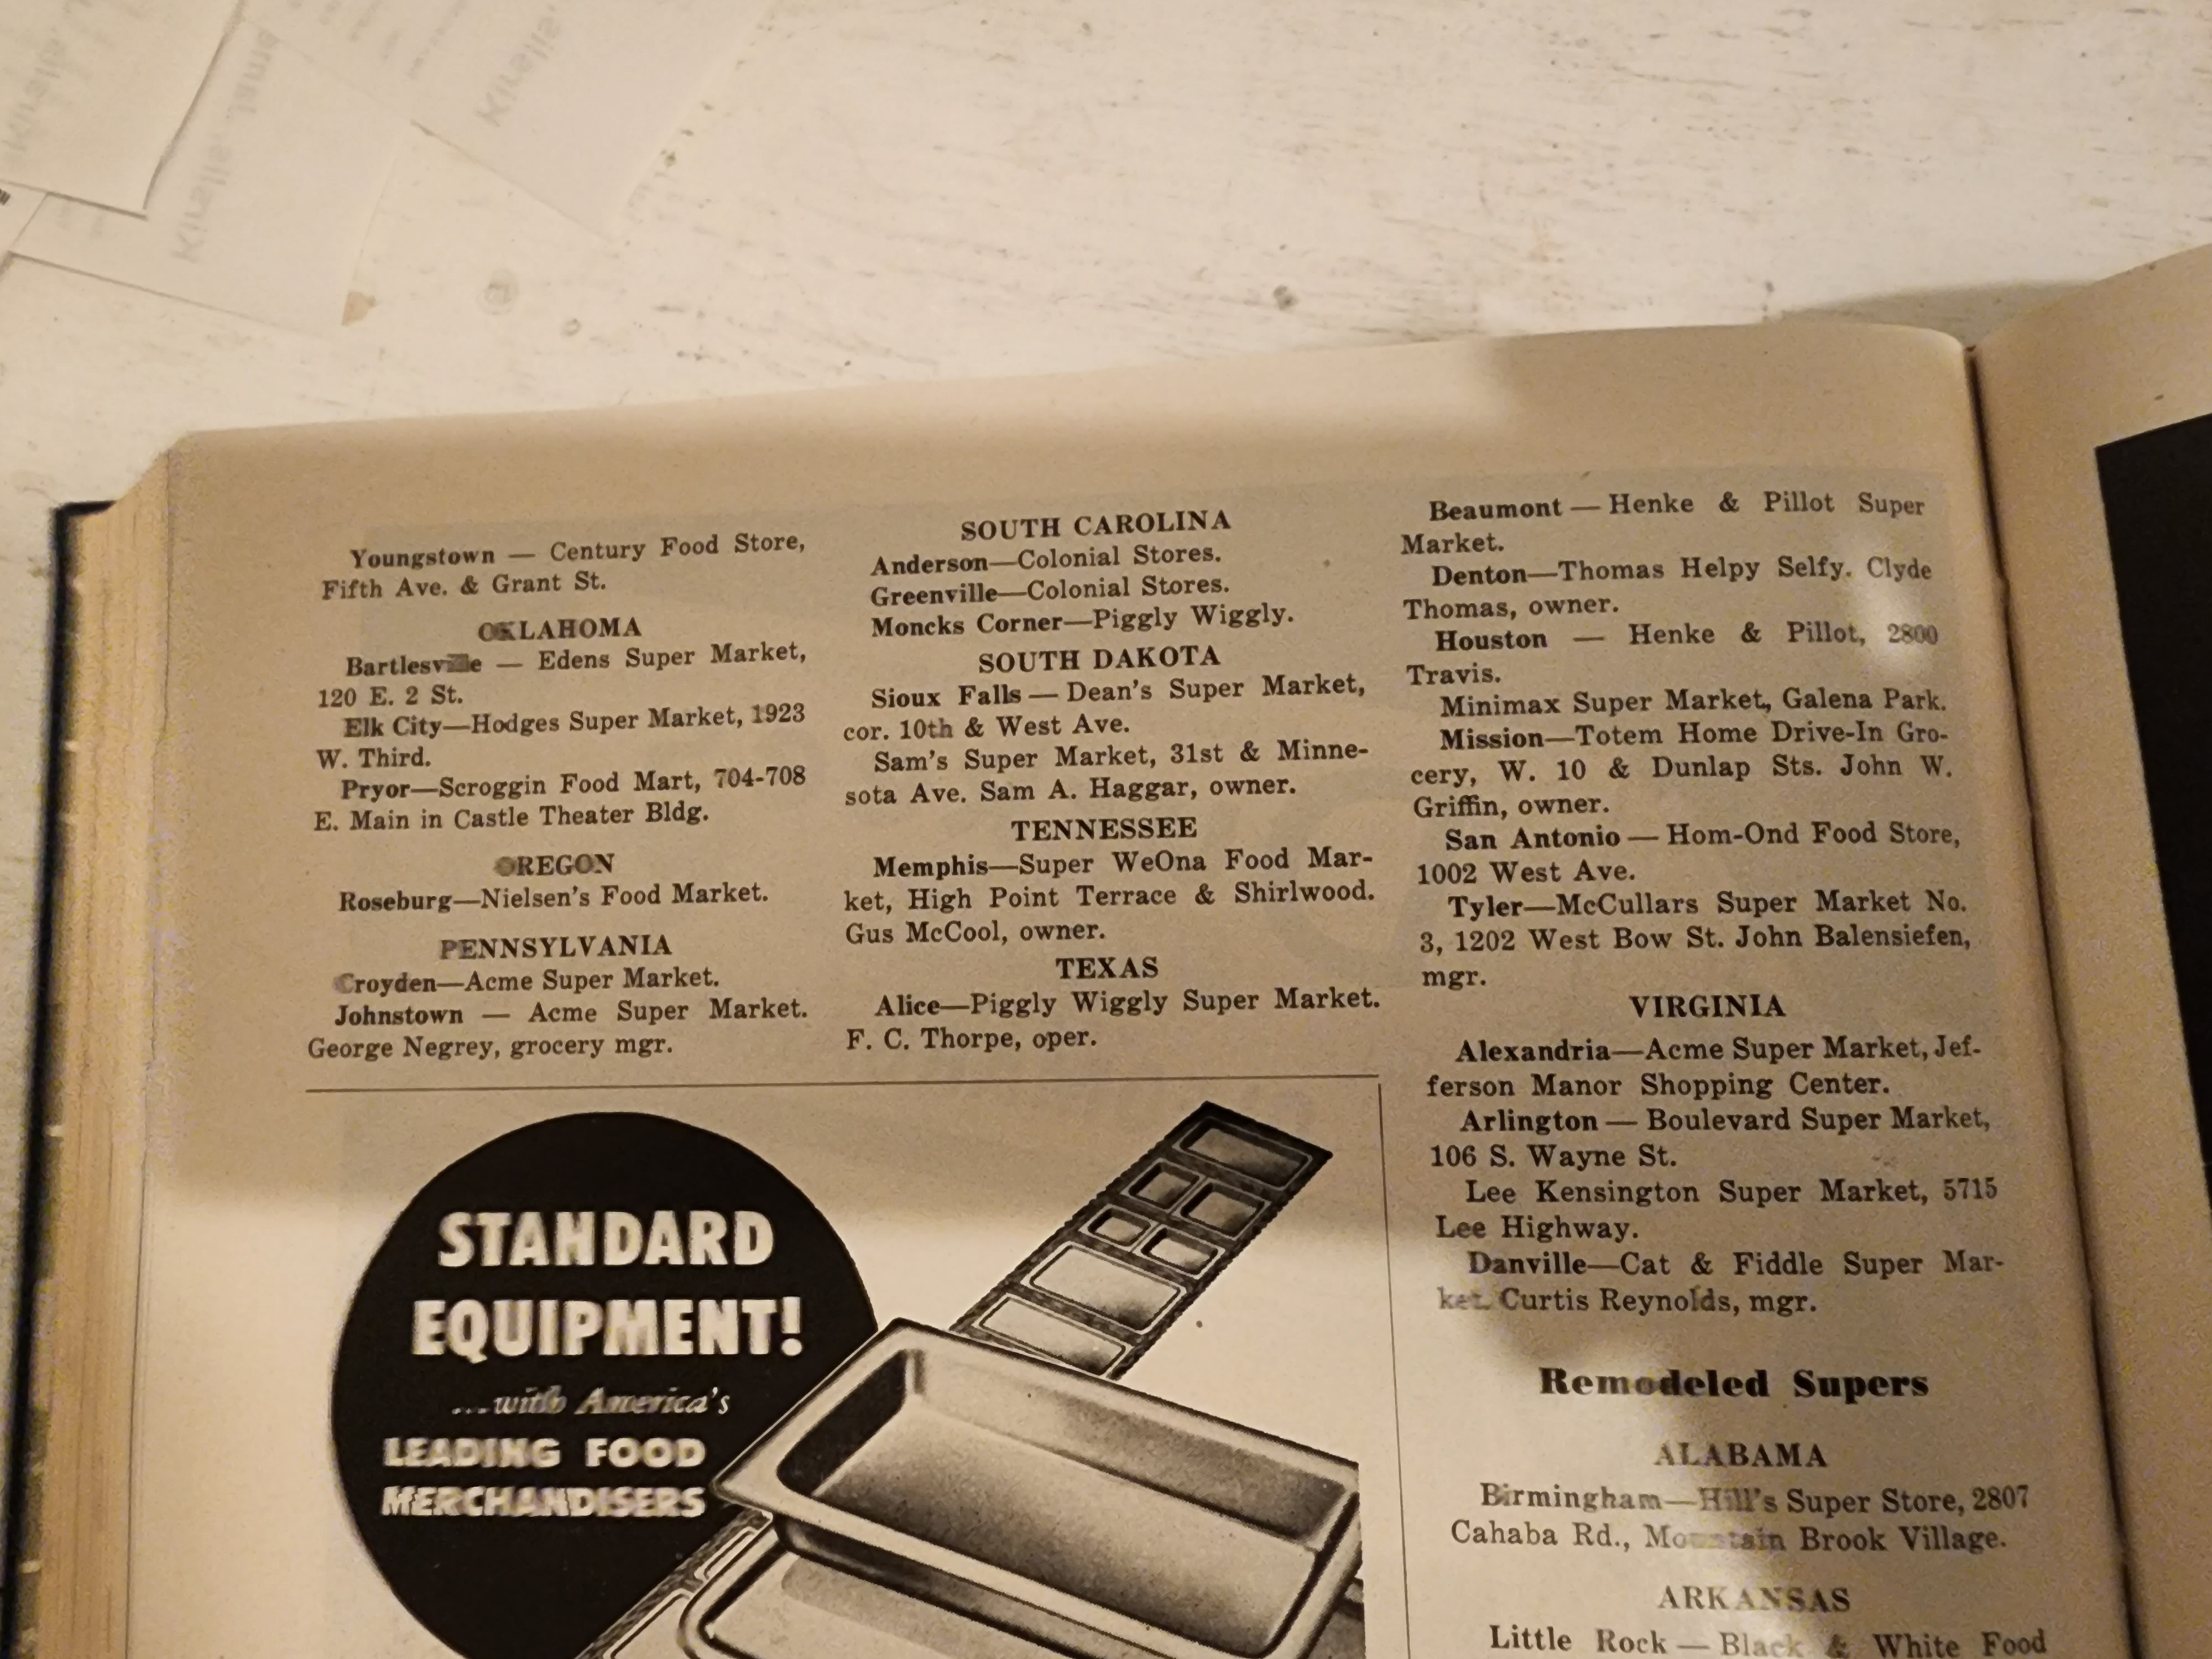 Kirslis, Jame
Kirslis,
Youngstown — Century Food Store,
Fifth Ave. & Grant St.
OKLAHOMA
Bartlesville — Edens Super Market,
120 E. 2 St.
Elk City—Hodges Super Market, 1923
W. Third.
Pryor—Scroggin Food Mart, 704-708
E. Main in Castle Theater Bldg.
OREGON
Roseburg—Nielsen's Food Market.
PENNSYLVANIA
Croyden—Acme Super Market.
Johnstown — Acme Super Market.
George Negrey, grocery mgr.
SOUTH CAROLINA
Anderson—Colonial Stores.
Greenville—Colonial Stores.
Moncks Corner—Piggly Wiggly.
SOUTH DAKOTA
Sioux Falls — Dean's Super Market,
cor. 10th & West Ave.
Sam's Super Market, 31st & Minne-
sota Ave. Sam A. Haggar, owner.
TENNESSEE
Memphis—Super WeOna Food Mar-
ket, High Point Terrace & Shirlwood.
Gus McCool, owner.
TEXAS
Alice—Piggly Wiggly Super Market.
F. C. Thorpe, oper.
Beaumont — Henke & Pillot Super
Market.
Denton—Thomas Helpy Selfy. Clyde
Thomas, owner.
Houston — Henke & Pillot, 2800
Travis.
Minimax Super Market, Galena Park.
Mission—Totem Home Drive-In Gro-
cery, W. 10 & Dunlap Sts. John W.
Griffin, owner.
San Antonio — Hom-Ond Food Store,
1002 West Ave.
Tyler—McCullars Super Market No.
3, 1202 West Bow St. John Balensiefen,
mgr.
VIRGINIA
Alexandria—Acme Super Market, Jef-
ferson Manor Shopping Center.
Arlington — Boulevard Super Market,
106 S. Wayne St.
Lee Kensington Super Market, 5715
Lee Highway.
Danville—Cat & Fiddle Super Mar-
ket. Curtis Reynolds, mgr.
Remodeled Supers
ALABAMA
Birmingham—Hill's Super Store, 2807
Cahaba Rd., Mountain Brook Village.
ARKANSAS
Little Rock — Black & White Food
STANDARD
EQUIPMENT!
...with America's
LEADING FOOD
MERCHANDISERS